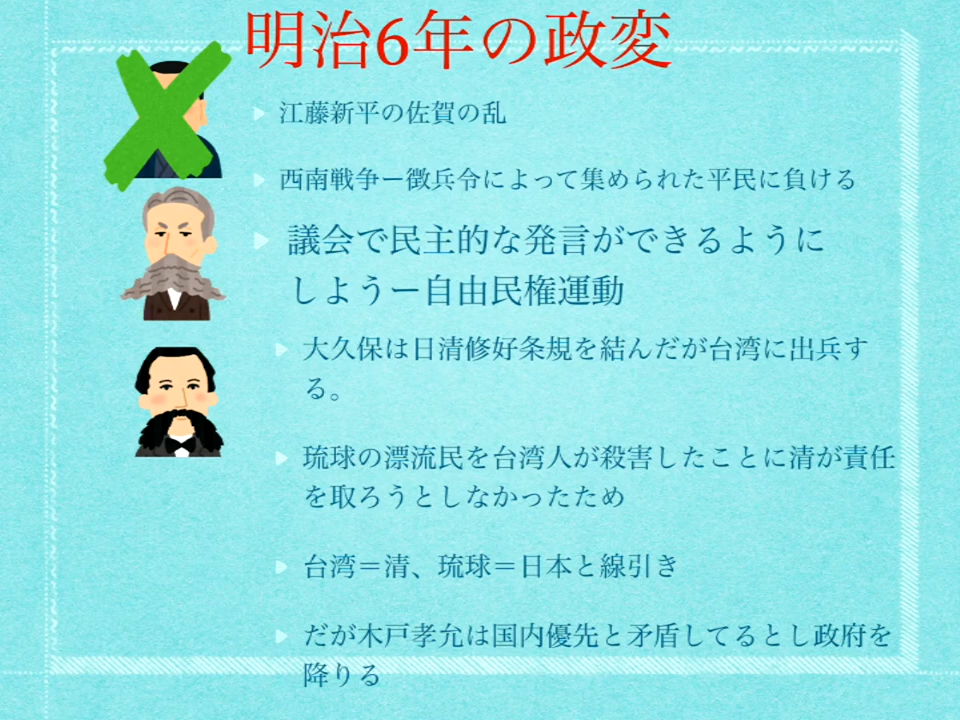 明治6年の政変
江藤新平の佐賀の乱
西南戦争ー徴兵令によって集められた平民に負ける
議会で民主的な発言ができるように
しようー自由民権運動
大久保は日清修好条規を結んだが台湾に出兵す
る。
琉球の漂流民を台湾人が殺害したことに清が責任
を取ろうとしなかったため
台湾＝清、琉球＝日本と線引き
だが木戸孝允は国内優先と矛盾してるとし政府を
降りる